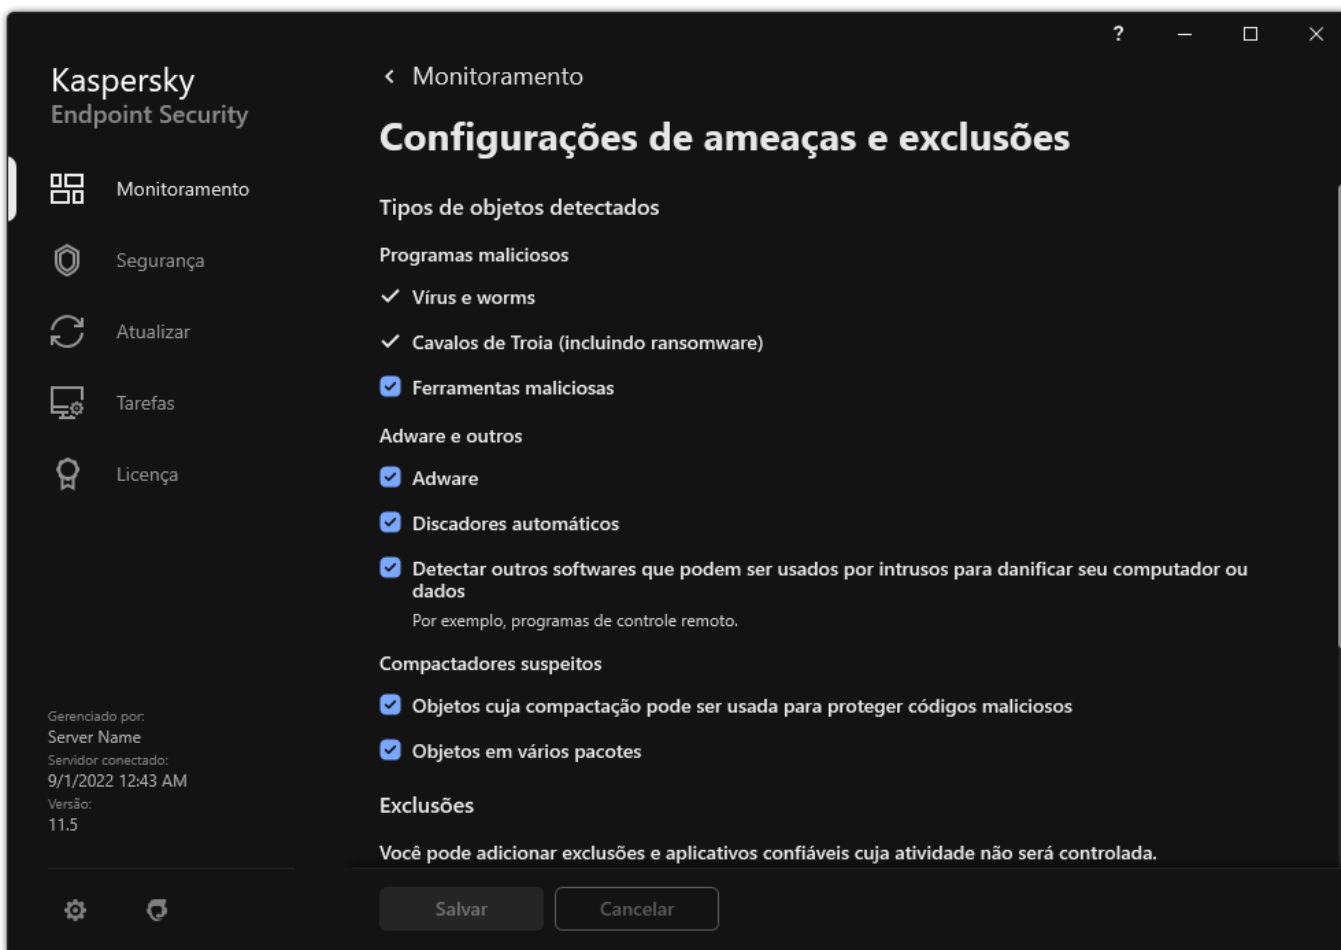 ?
Kaspersky
Endpoint Security
Monitoramento
Segurança
Atualizar
Tarefas
Licença
Gerenciado por:
Server Name
Servidor conectado:
9/1/2022 12:43 AM
Versão:
11.5
Monitoramento
Configurações de ameaças e exclusões
Tipos de objetos detectados
Programas maliciosos
Vírus e worms
Cavalos de Troia (incluindo ransomware)
Ferramentas maliciosas
Adware e outros
Adware
Discadores automáticos
Detectar outros softwares que podem ser usados por intrusos para danificar seu computador ou
dados
Por exemplo, programas de controle remoto.
Compactadores suspeitos
Objetos cuja compactação pode ser usada para proteger códigos maliciosos
Objetos em vários pacotes
Exclusões
Você pode adicionar exclusões e aplicativos confiáveis cuja atividade não será controlada.
Salvar
Cancelar